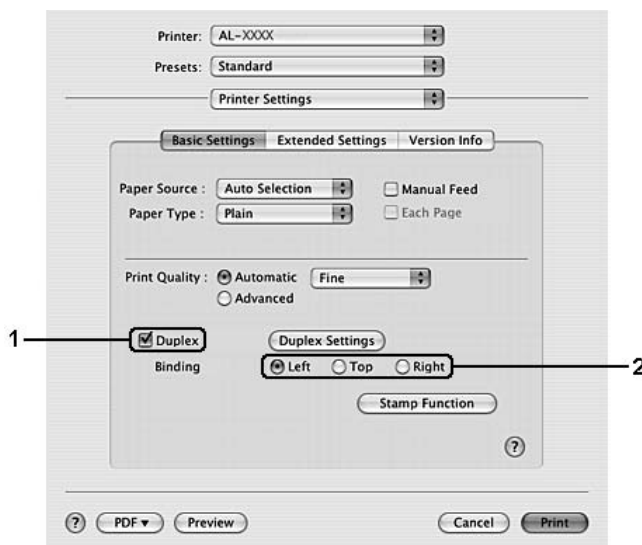 Printer: AL-XXXX
Presets: Standard
Printer Settings
Basic Settings Extended Settings Version Info
Paper Source : Auto Selection Manual Feed
Paper Type : Plain Each Page
Print Quality : Automatic Fine
Advanced
1 Duplex Duplex Settings
Binding Left Top Right 2
Stamp Function
?
? PDF ▼ Preview Cancel Print